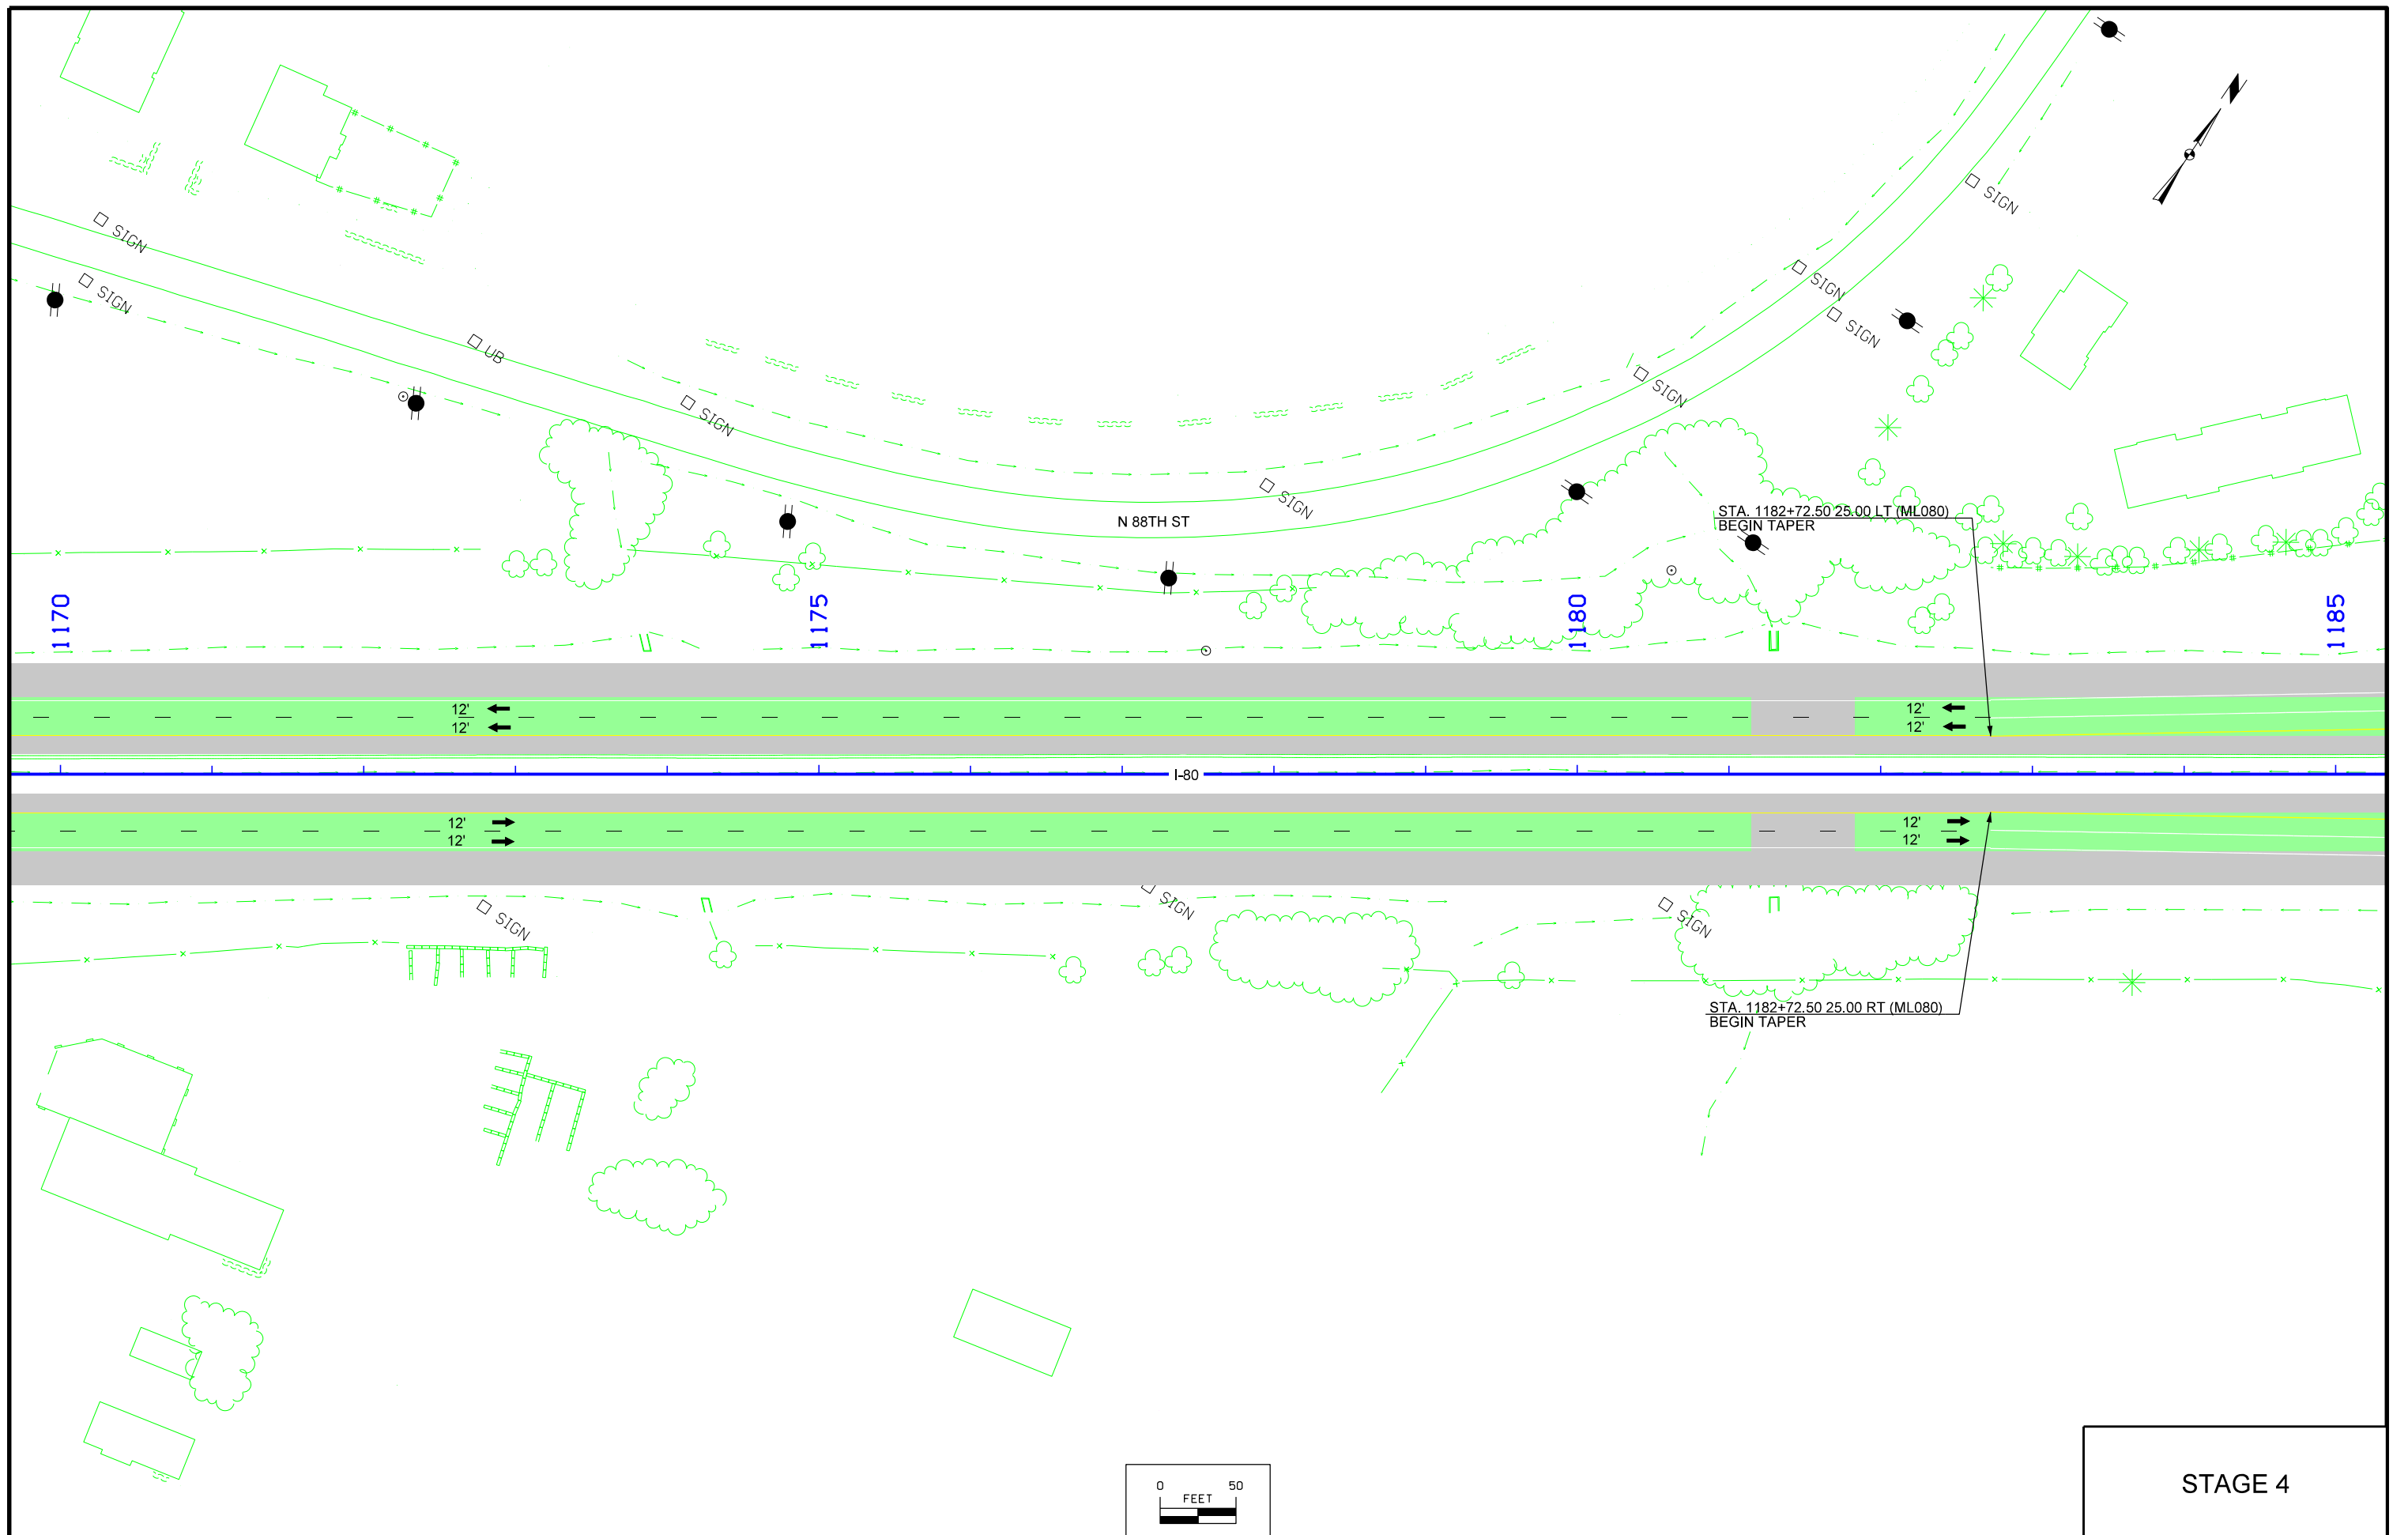 N
SIGN
SIGN
SIGN
SIGN
SIGN
UB
SIGN
SIGN
SIGN
N 88TH ST
STA. 1182+72.50 25.00 LT (ML080)
BEGIN TAPER
1170
1175
1180
1185
12'
12'
12'
12'
I-80
12'
12'
12'
12'
SIGN
SIGN
SIGN
STA. 1182+72.50 25.00 RT (ML080)
BEGIN TAPER
0 50
FEET
STAGE 4